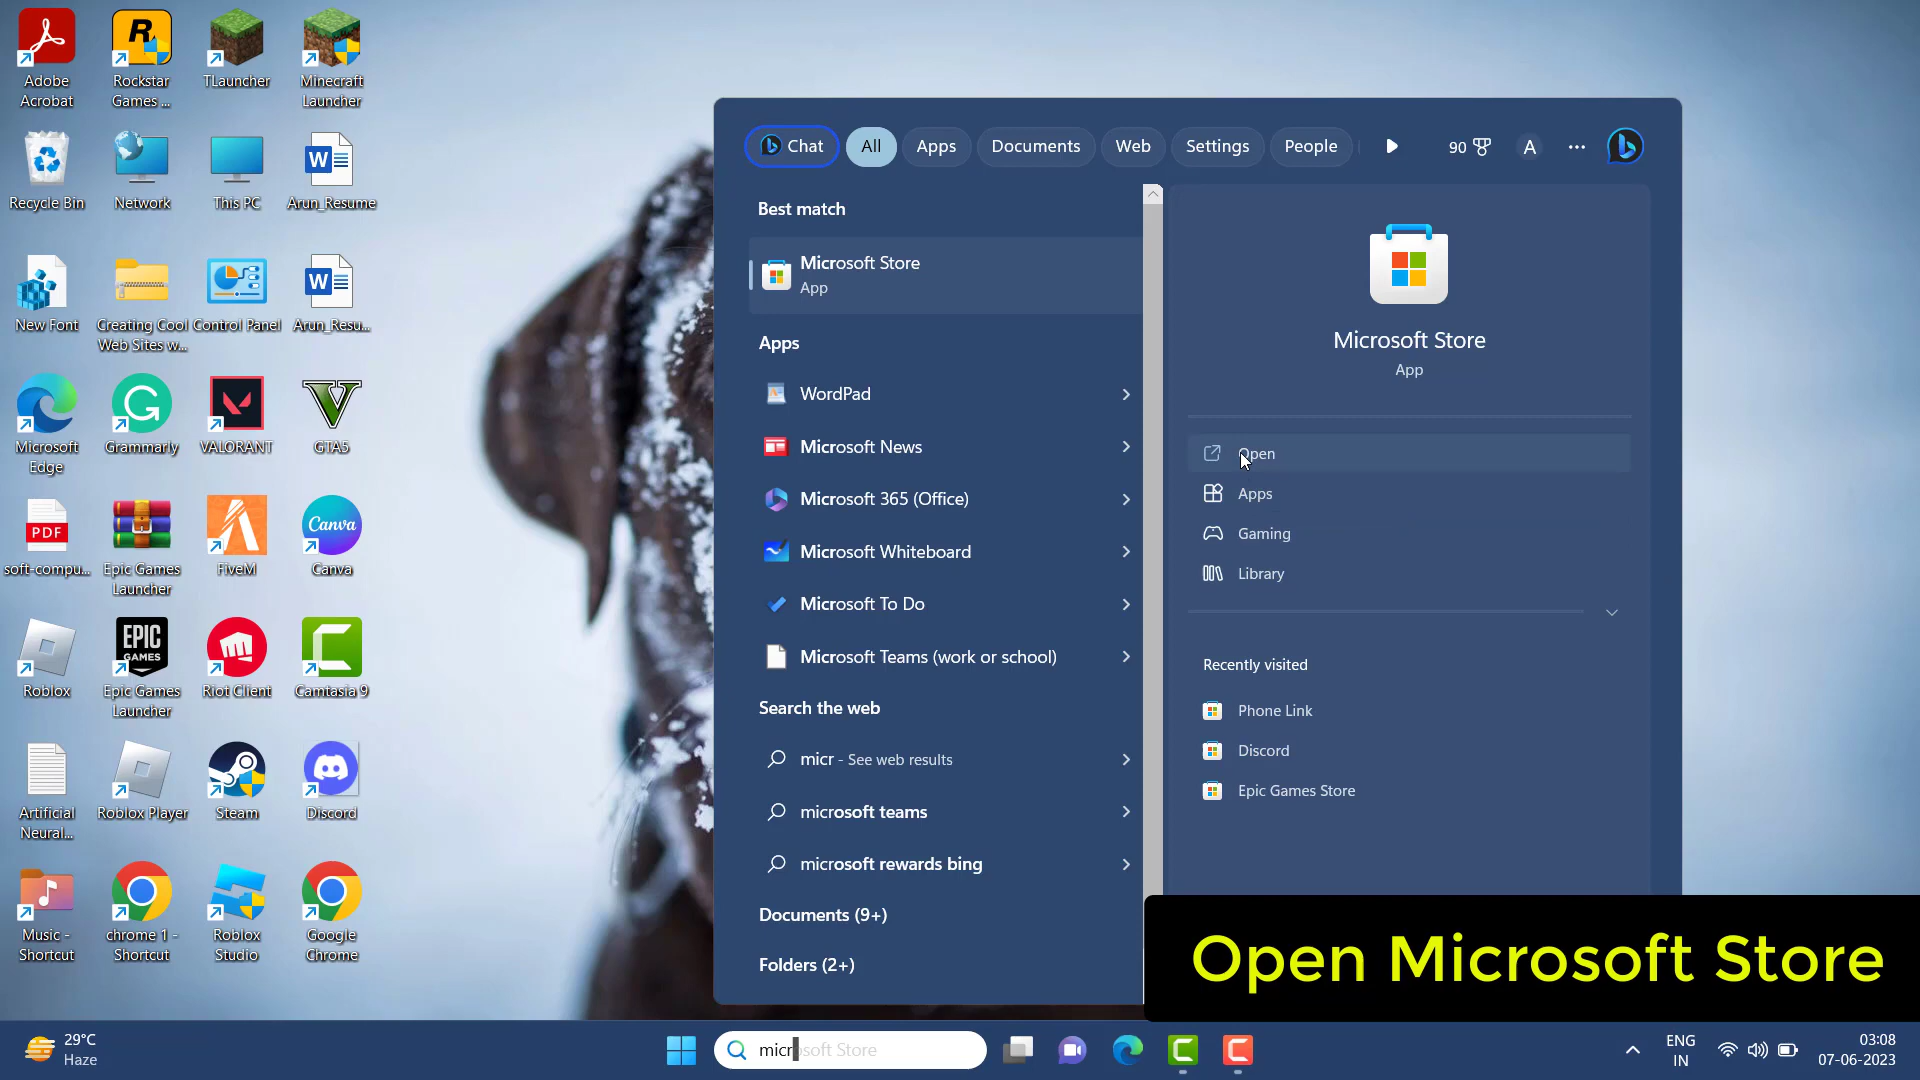 Adobe
Acrobat
Rockstar
Games ...
TLauncher
Minecraft
Launcher
Recycle Bin
Network
This PC
Arun_Resume
New Font
Creating Cool
Web Sites w...
Control Panel
Arun_Resu...
Microsoft
Edge
Grammarly
VALORANT
GTA5
PDF
soft-compu...
Epic Games
Launcher
FiveM
Canva
Canva
Roblox
EPIC
GAMES
Epic Games
Launcher
Riot Client
Camtasia 9
Artificial
Neural...
Roblox Player
Steam
Discord
Music -
Shortcut
chrome 1 -
Shortcut
Roblox
Studio
Google
Chrome
Chat
All
Apps
Documents
Web
Settings
People
90
A
Best match
Microsoft Store
App
Apps
WordPad
Microsoft News
Microsoft 365 (Office)
Microsoft Whiteboard
Microsoft To Do
Microsoft Teams (work or school)
Search the web
micr - See web results
microsoft teams
microsoft rewards bing
Documents (9+)
Folders (2+)
Microsoft Store
App
Open
Apps
Gaming
Library
Recently visited
Phone Link
Discord
Epic Games Store
Open Microsoft Store
29°C
Haze
microsoft Store
ENG
IN
03:08
07-06-2023